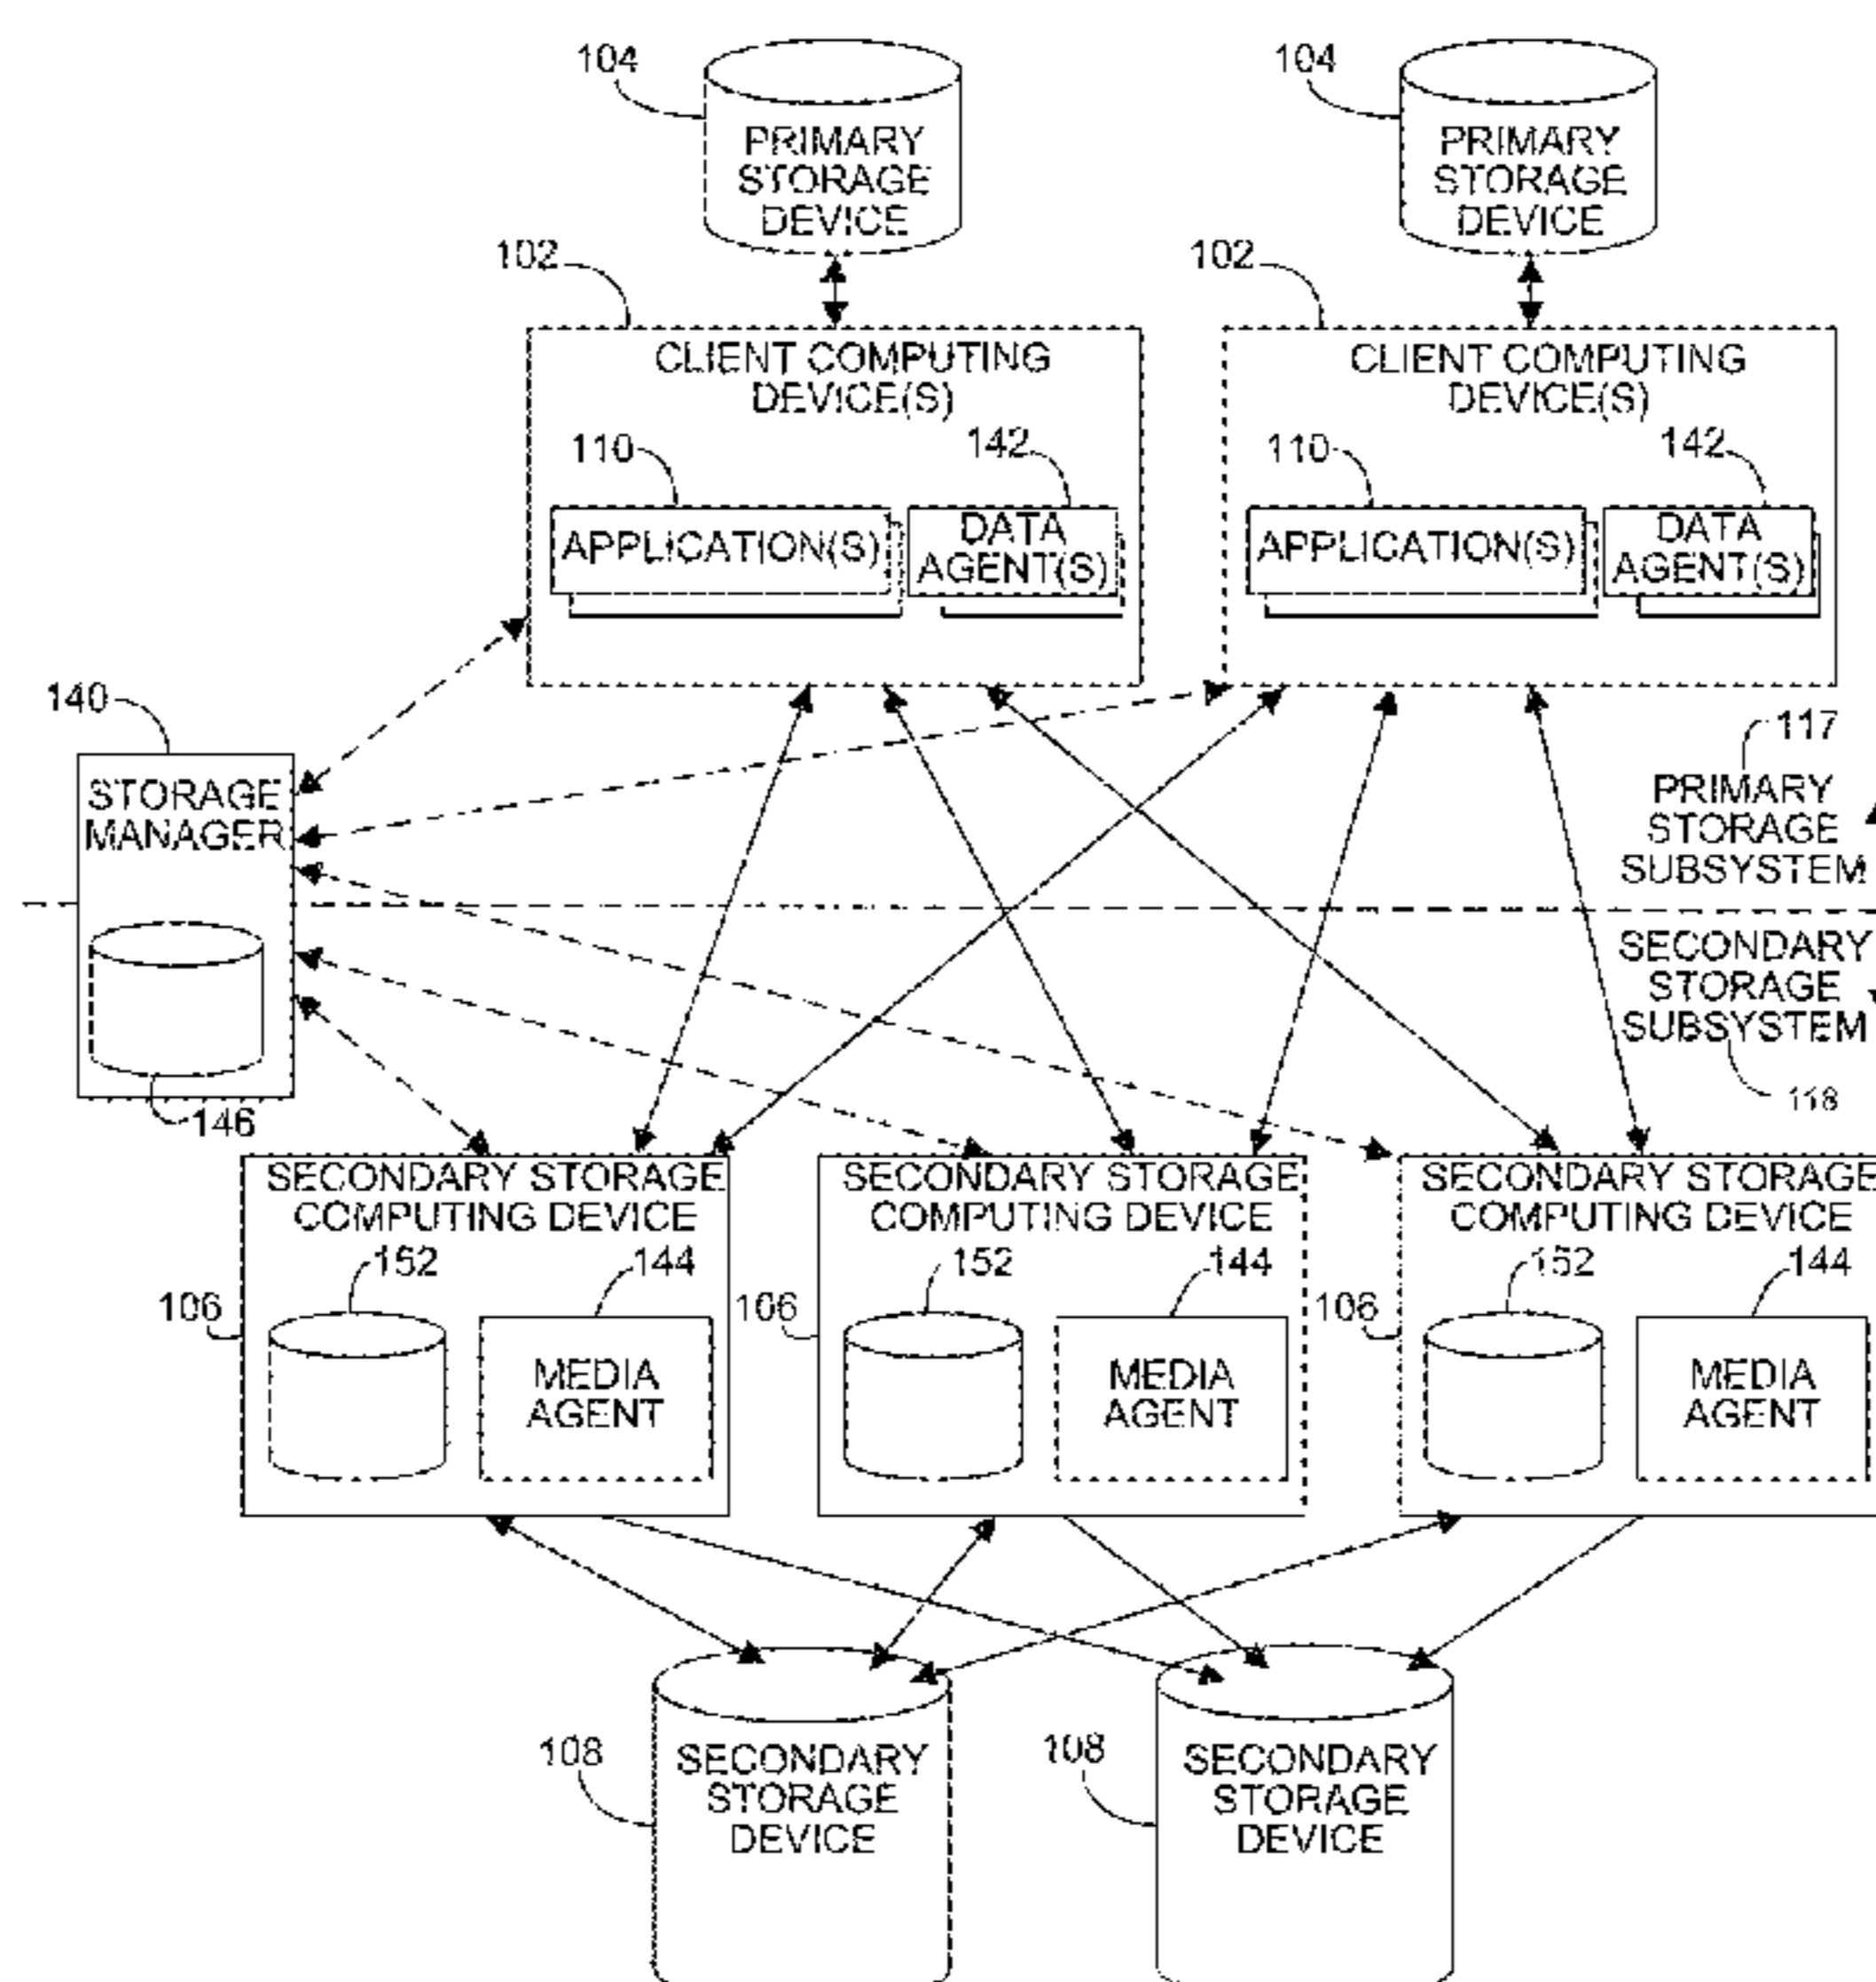 104
104
PRIMARY
STORAGE
DEVICE
PRIMARY
STORAGE
DEVICE
102
102
CLIENT COMPUTING
DEVICE(S)
110
142
APPLICATION(S)
DATA
AGENT(S)
CLIENT COMPUTING
DEVICE(S)
110
142
APPLICATION(S)
DATA
AGENT(S)
140
STORAGE
MANAGER
146
117
PRIMARY
STORAGE
SUBSYSTEM
SECONDARY
STORAGE
SUBSYSTEM
118
SECONDARY STORAGE
COMPUTING DEVICE
152
144
106
MEDIA
AGENT
SECONDARY STORAGE
COMPUTING DEVICE
152
144
106
MEDIA
AGENT
SECONDARY STORAGE
COMPUTING DEVICE
152
144
106
MEDIA
AGENT
108
SECONDARY
STORAGE
DEVICE
108
SECONDARY
STORAGE
DEVICE